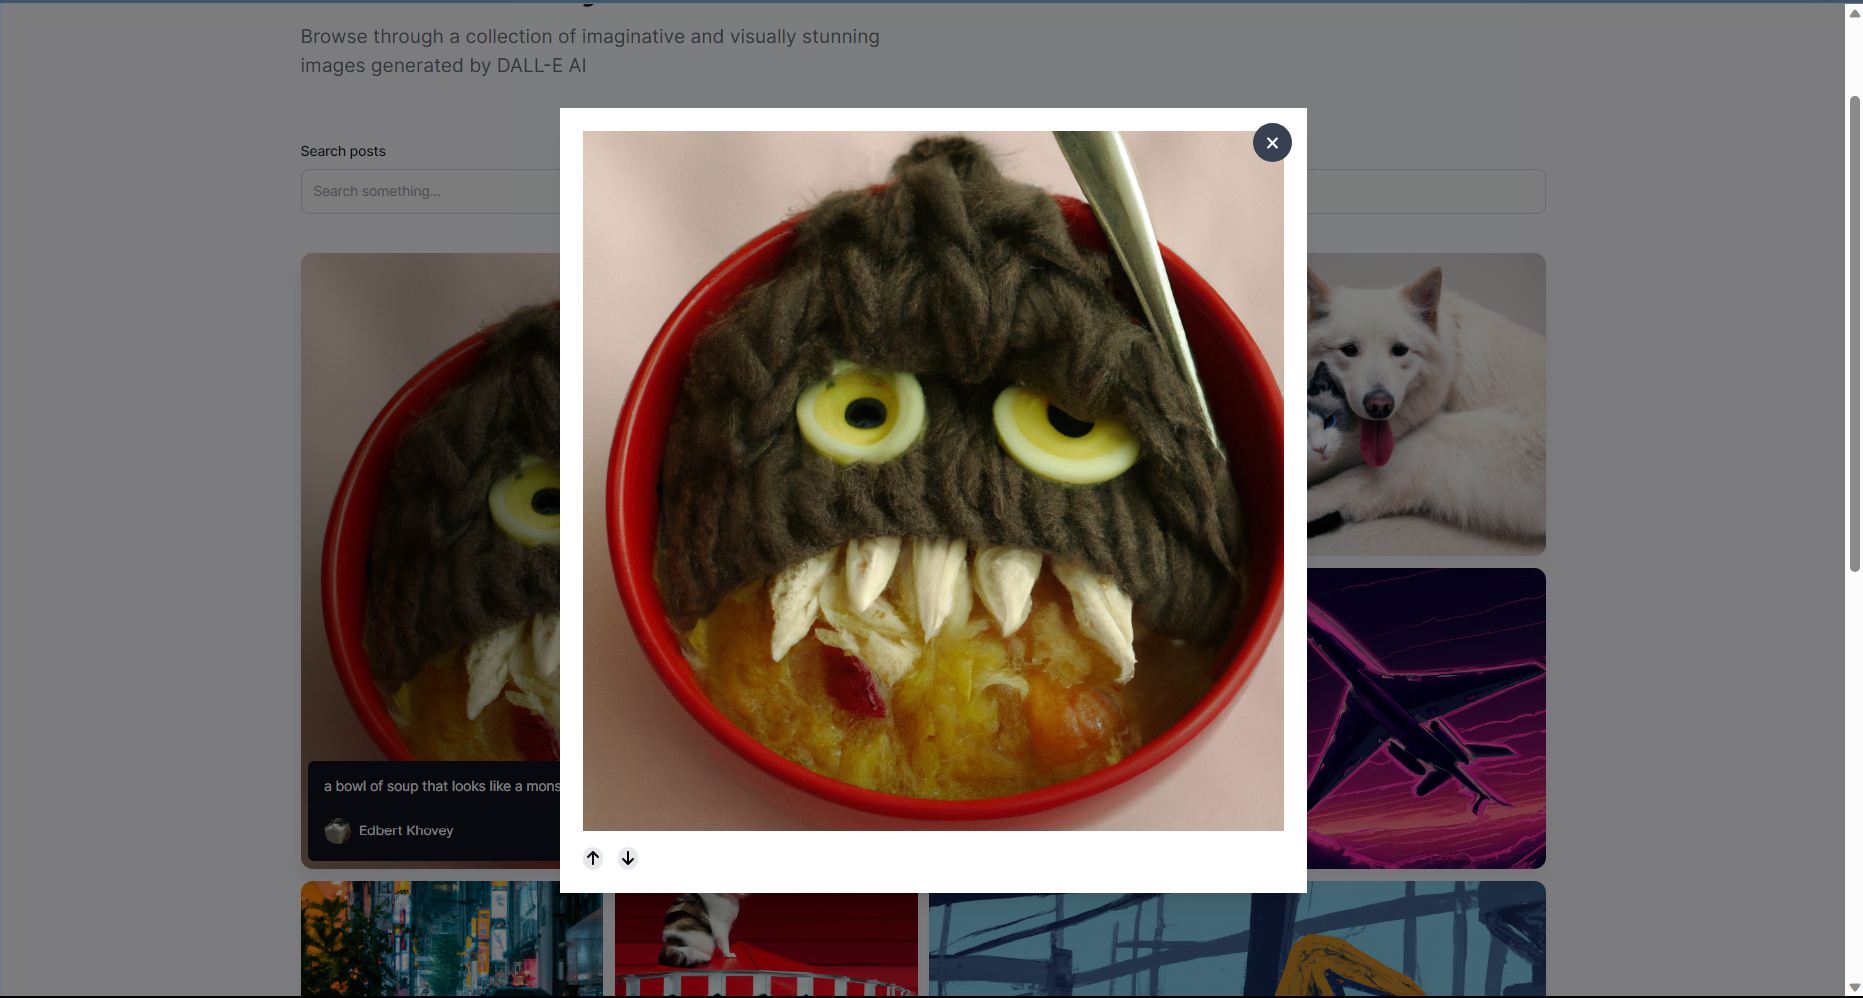 Browse through a collection of imaginative and visually stunning
images generated by DALL-E AI
Search posts
Search something...
a bowl of soup that looks like a mons
Edbert Khovey